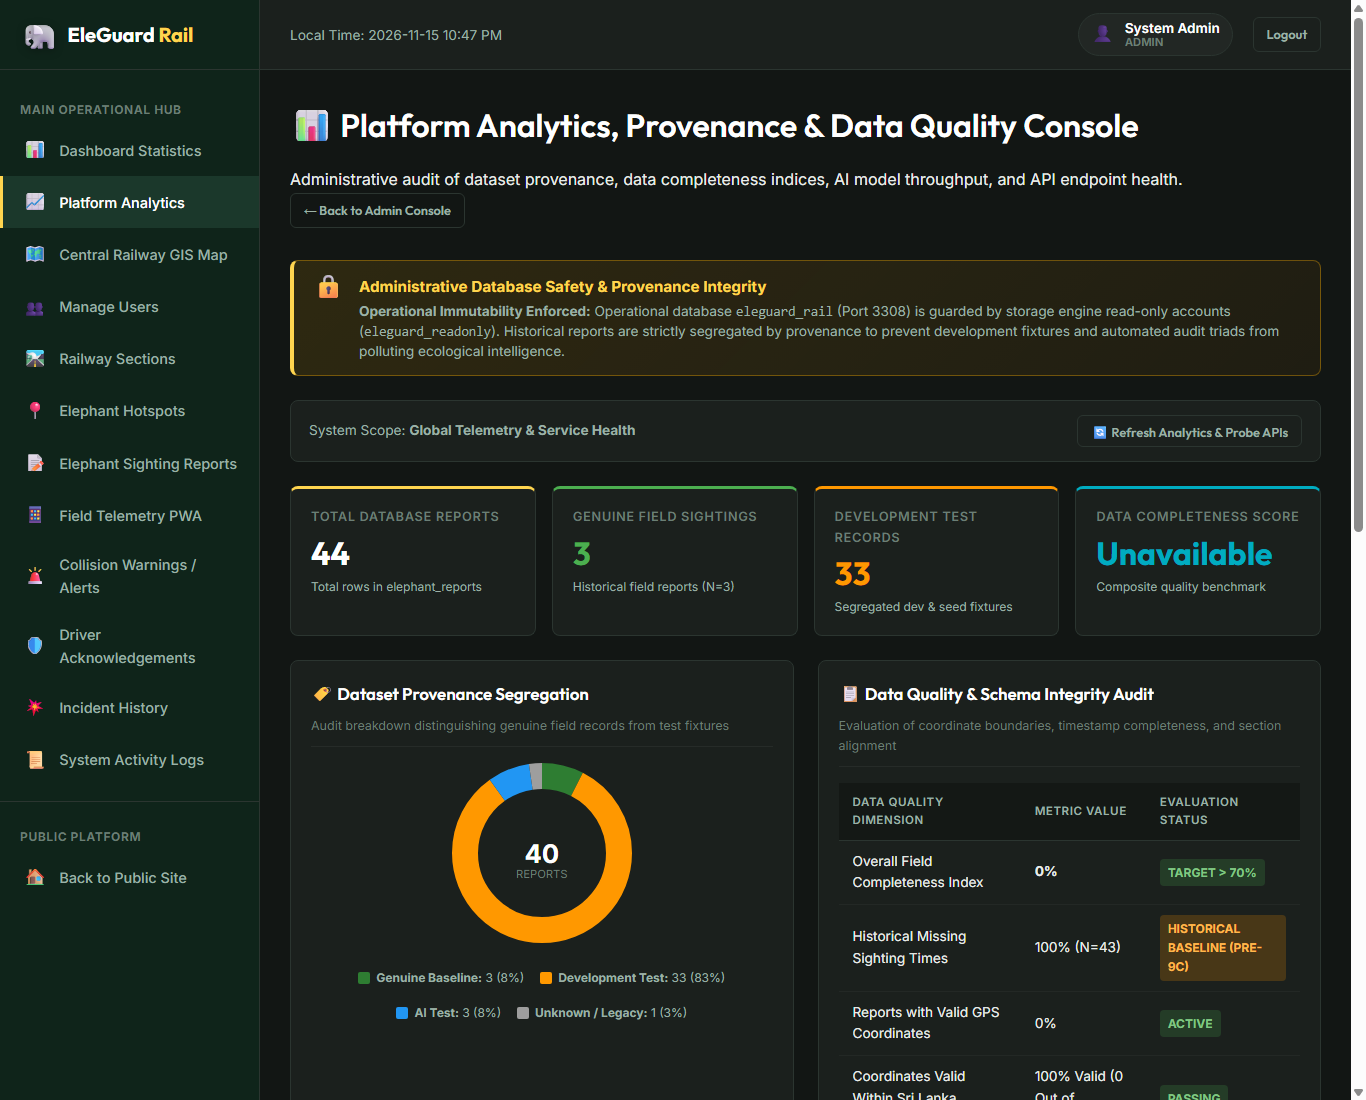 EleGuard Rail
MAIN OPERATIONAL HUB
Dashboard Statistics
Platform Analytics
Central Railway GIS Map
Manage Users
Railway Sections
Elephant Hotspots
Elephant Sighting Reports
Field Telemetry PWA
Collision Warnings /
Alerts
Driver
Acknowledgements
Incident History
System Activity Logs
PUBLIC PLATFORM
Back to Public Site
Local Time: 2026-11-15 10:47 PM
System Admin
ADMIN
Logout
Platform Analytics, Provenance & Data Quality Console
Administrative audit of dataset provenance, data completeness indices, AI model throughput, and API endpoint health.
← Back to Admin Console
Administrative Database Safety & Provenance Integrity
Operational Immutability Enforced: Operational database eleguard_rail (Port 3308) is guarded by storage engine read-only accounts
(eleguard_readonly). Historical reports are strictly segregated by provenance to prevent development fixtures and automated audit triads from
polluting ecological intelligence.
System Scope: Global Telemetry & Service Health
Refresh Analytics & Probe APIs
TOTAL DATABASE REPORTS
44
Total rows in elephant_reports
GENUINE FIELD SIGHTINGS
3
Historical field reports (N=3)
DEVELOPMENT TEST
RECORDS
33
Segregated dev & seed fixtures
DATA COMPLETENESS SCORE
Unavailable
Composite quality benchmark
Dataset Provenance Segregation
Audit breakdown distinguishing genuine field records from test fixtures
40
REPORTS
Genuine Baseline: 3 (8%)
Development Test: 33 (83%)
AI Test: 3 (8%)
Unknown / Legacy: 1 (3%)
Data Quality & Schema Integrity Audit
Evaluation of coordinate boundaries, timestamp completeness, and section
alignment
DATA QUALITY
DIMENSION
METRIC VALUE
EVALUATION
STATUS
Overall Field
Completeness Index
0%
TARGET > 70%
Historical Missing
Sighting Times
100% (N=43)
HISTORICAL
BASELINE (PRE-
9C)
Reports with Valid GPS
Coordinates
0%
ACTIVE
Coordinates Valid
Within Sri Lanka
100% Valid (0
Out of
PASSING